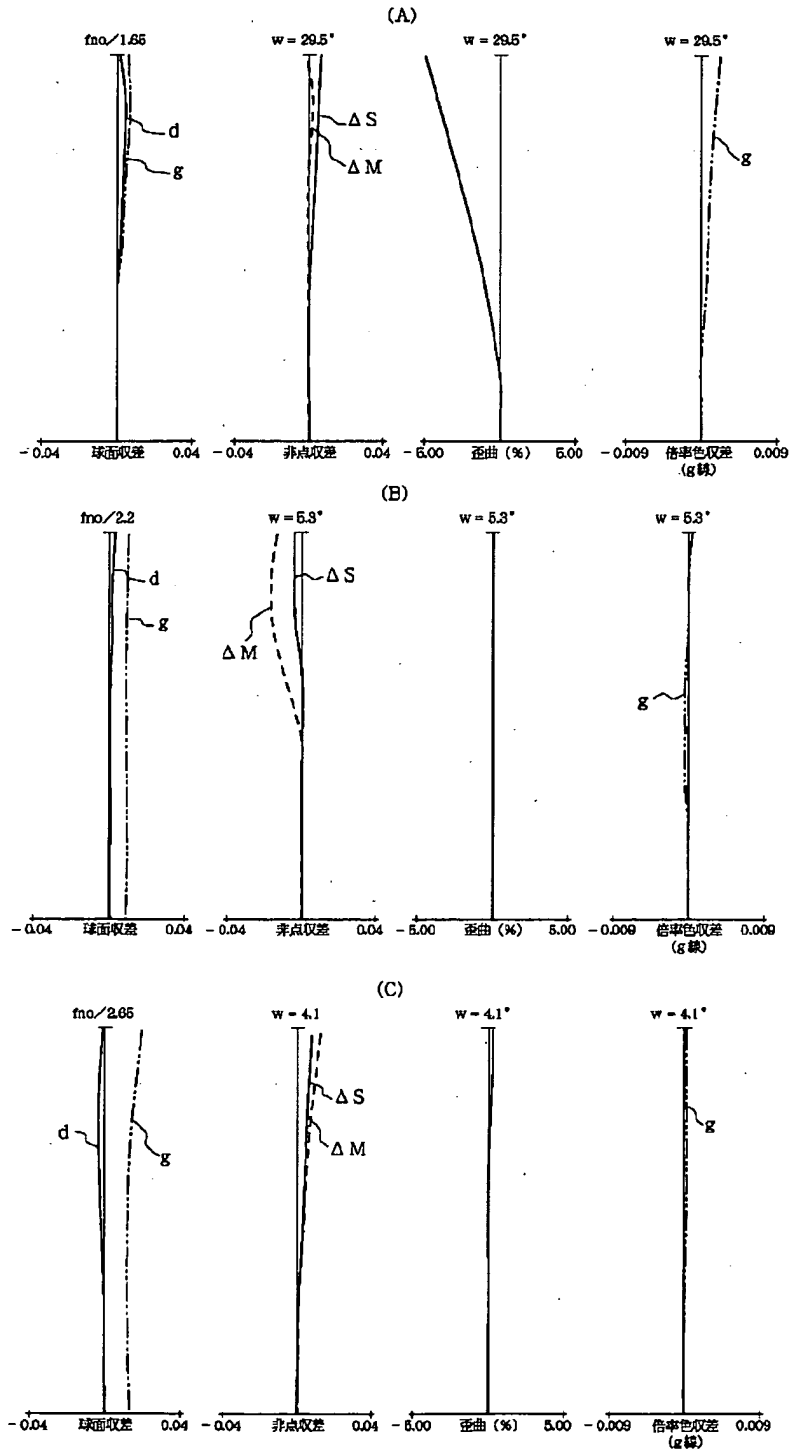 (A)
fno/1.65
w = 29.5°
w = 29.5°
w = 29.5°
d
g
ΔS
ΔM
g
-0.04 球面収差 0.04
-0.04 非点収差 0.04
-5.00 歪曲 (%) 5.00
-0.009 倍率色収差 0.009
(g線)
(B)
fno/2.2
w = 5.3°
w = 5.3°
w = 5.3°
d
g
ΔS
ΔM
g
-0.04 球面収差 0.04
-0.04 非点収差 0.04
-5.00 歪曲 (%) 5.00
-0.009 倍率色収差 0.009
(g線)
(C)
fno/2.65
w = 4.1
w = 4.1°
w = 4.1°
d
g
ΔS
ΔM
g
-0.04 球面収差 0.04
-0.04 非点収差 0.04
-5.00 歪曲 (%) 5.00
-0.009 倍率色収差 0.009
(g線)